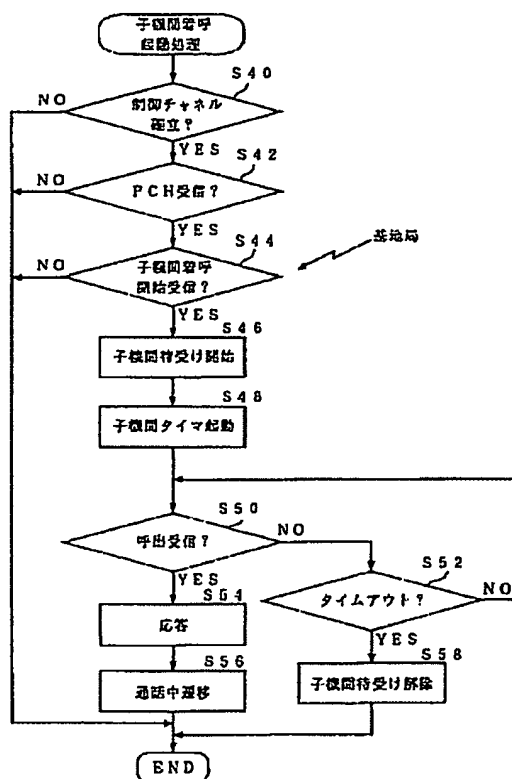 子機間着呼
起動処理
S40
NO
制御チャネル
確立?
YES
S42
NO
PCH受信?
YES
S44
基地局
NO
子機間着呼
開始受信?
YES
S46
子機間待受け開始
S48
子機間タイマ起動
S50
呼出受信?
NO
YES
S52
タイムアウト?
NO
S54
応答
YES
S58
子機間待受け解除
S56
通話中遷移
END